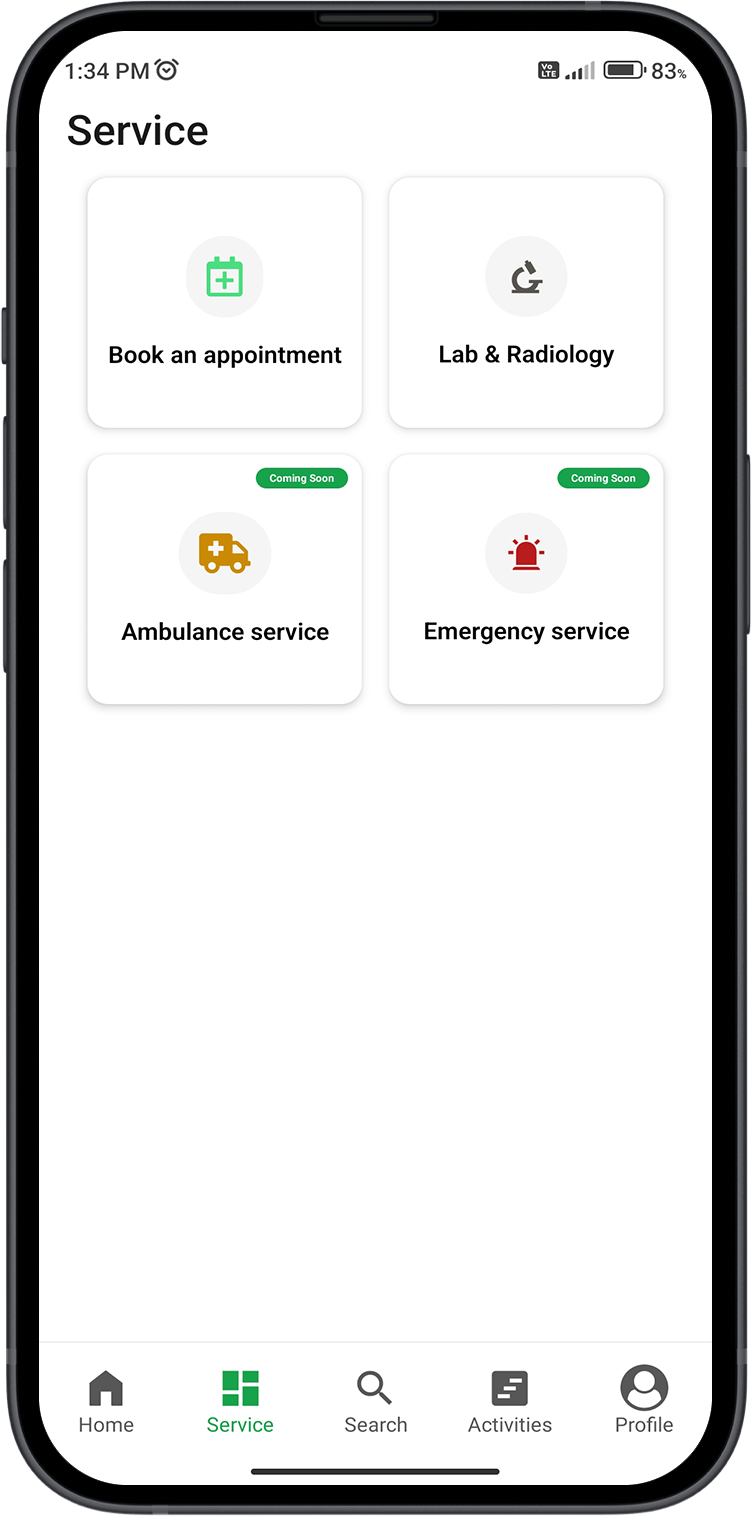 1:34 PM
Vo LTE
83%
Service
Book an appointment
Lab & Radiology
Coming Soon
Coming Soon
Ambulance service
Emergency service
Home
Service
Search
Activities
Profile